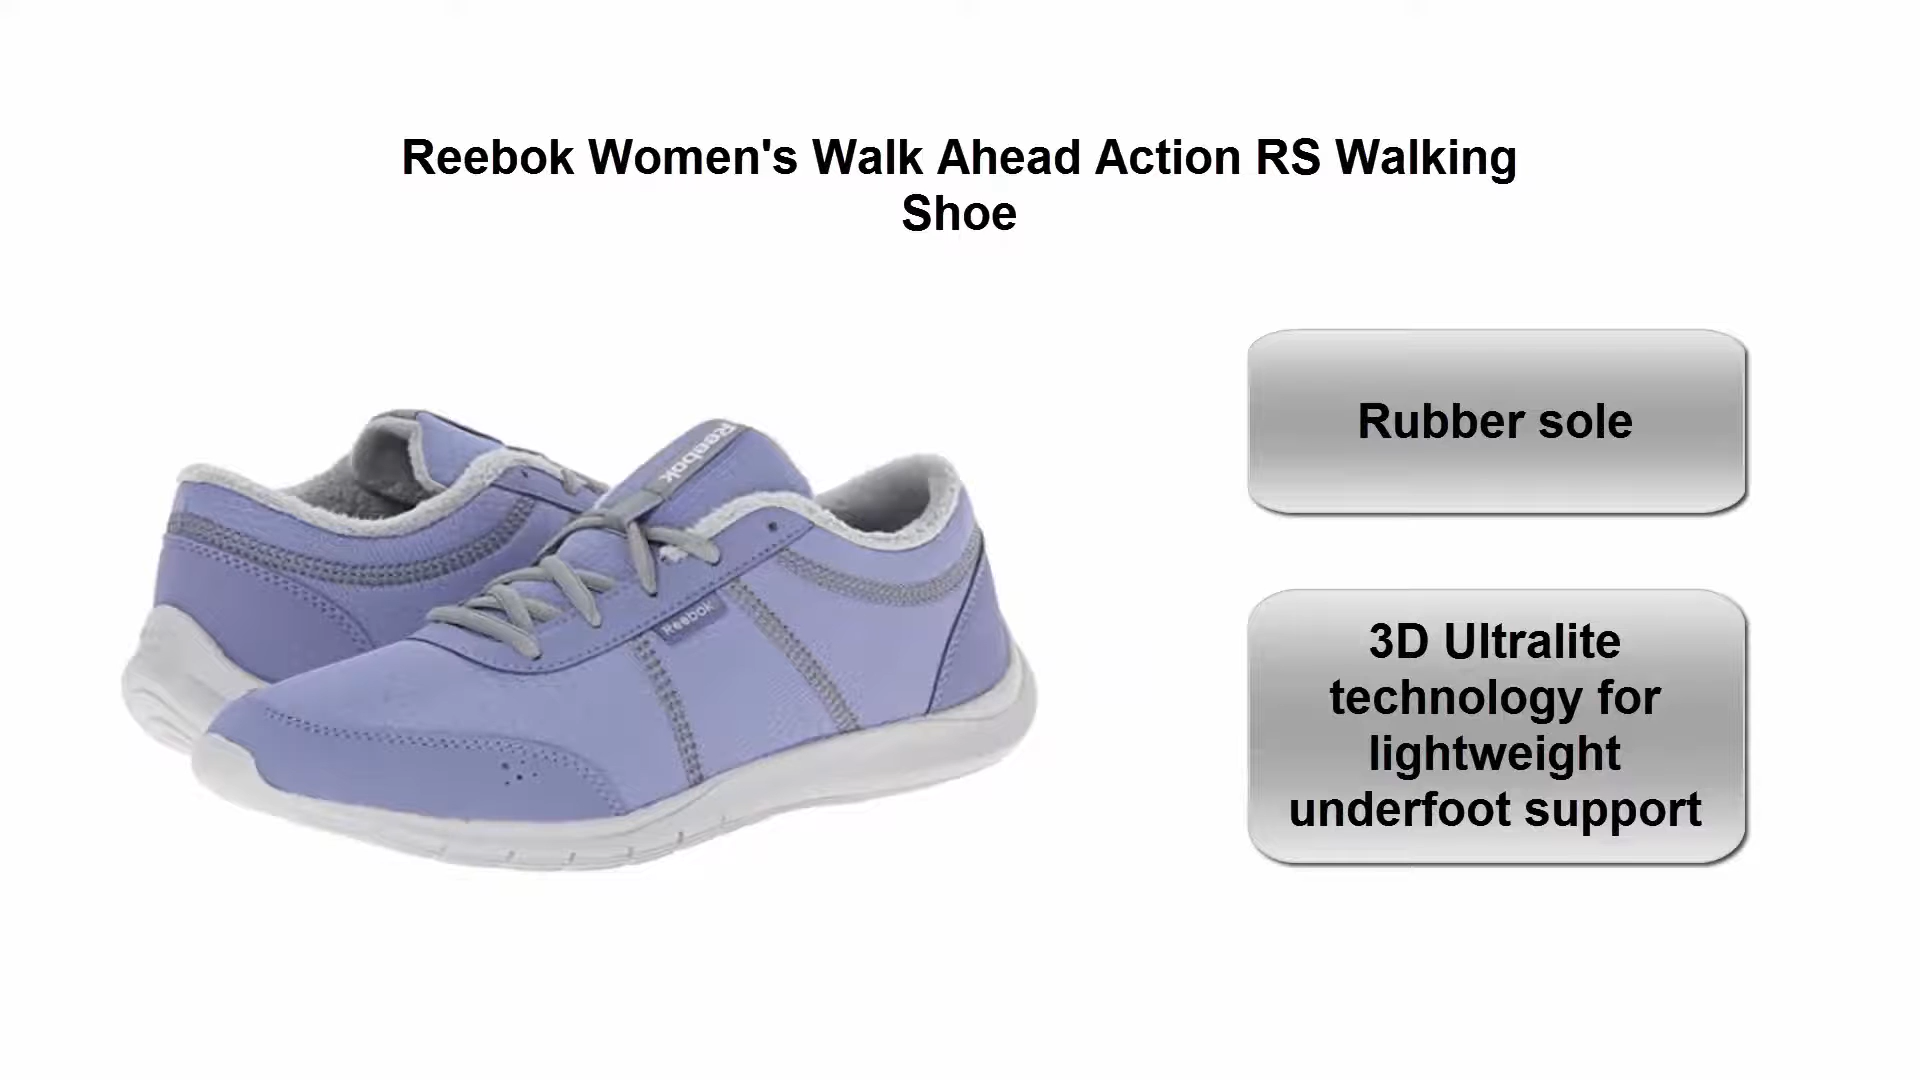 Reebok Women's Walk Ahead Action RS Walking
Shoe
Reebok
Reebok
Rubber sole
3D Ultralite
technology for
lightweight
underfoot support